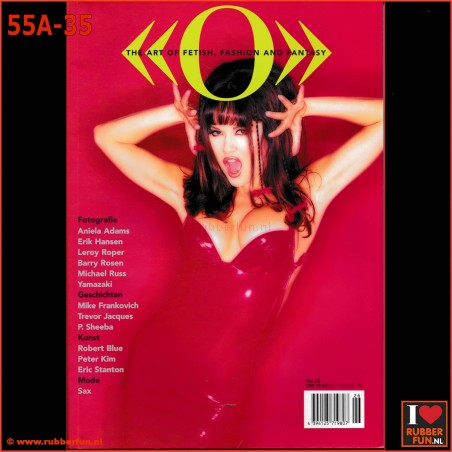 55A-35
«O»
THE ART OF FETISH, FASHION AND FANTASY
Fotografie
Aniela Adams
Erik Hansen
Leroy Roper
Barry Rosen
Michael Russ
Yamazaki
Geschichten
Mike Frankovich
Trevor Jacques
P. Sheeba
Kunst
Robert Blue
Peter Kim
Eric Stanton
Mode
Sax
© www.rubberfun.nl
I
RUBBER
FUN.NL